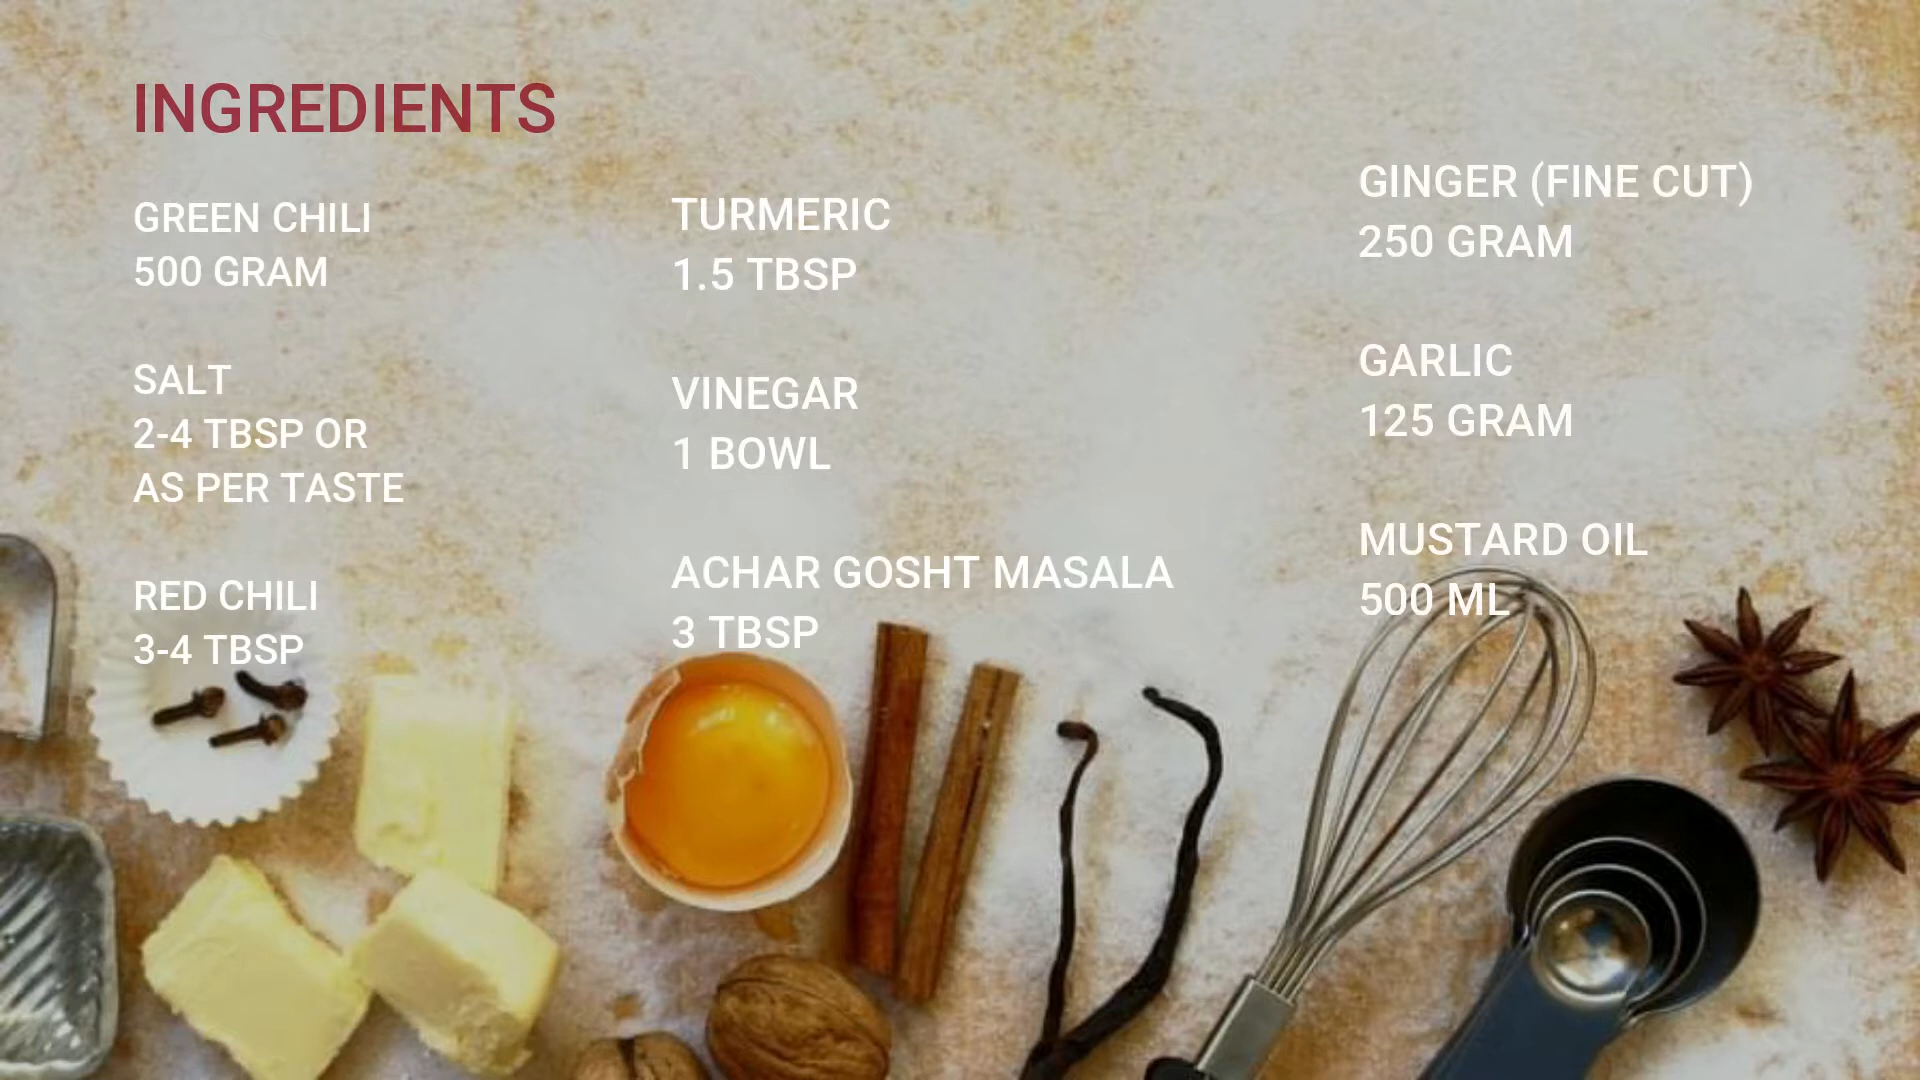 INGREDIENTS
GREEN CHILI
500 GRAM
SALT
2-4 TBSP OR
AS PER TASTE
RED CHILI
3-4 TBSP
TURMERIC
1.5 TBSP
VINEGAR
1 BOWL
ACHAR GOSHT MASALA
3 TBSP
GINGER (FINE CUT)
250 GRAM
GARLIC
125 GRAM
MUSTARD OIL
500 ML